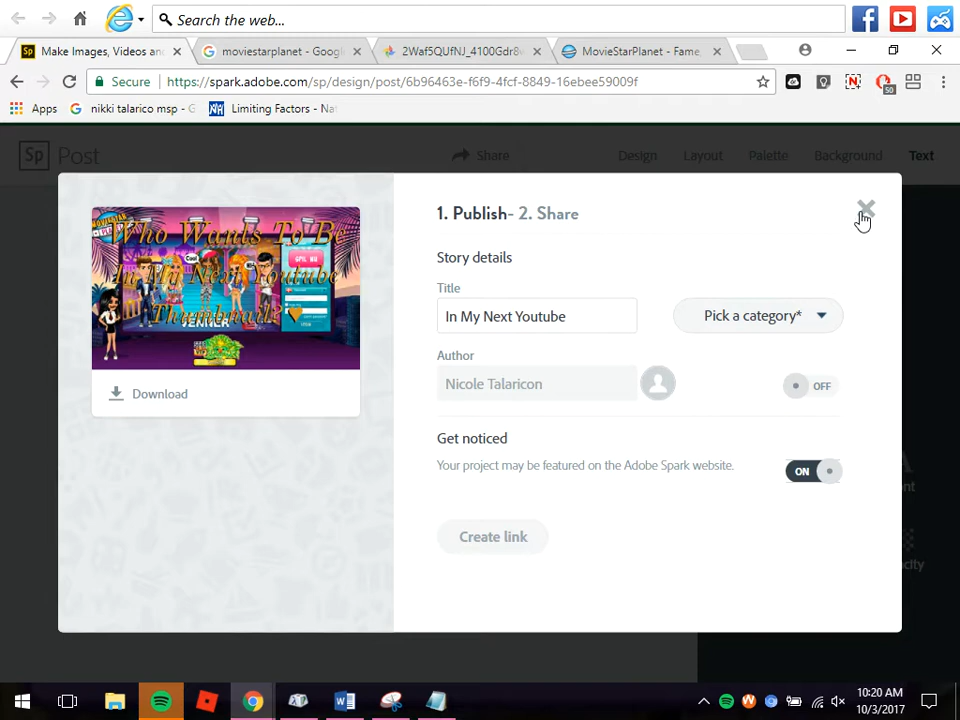 Search the web...
Make Images, Videos an
moviestarplanet - Googl
2Waf5QUfNJ_4100Gdr8
MovieStarPlanet - Fame,
Secure
https://spark.adobe.com/sp/design/post/6b96463e-f6f9-4fcf-8849-16ebee59009f
50
Apps
nikki talarico msp - G
NH
Limiting Factors - Nat
Sp Post
Share
Design
Layout
Palette
Background
Text
Who Wants To Be
In My Next Youtube
Thumbnail?
Download
1. Publish- 2. Share
Story details
Title
In My Next Youtube
Pick a category*
Author
Nicole Talaricon
OFF
Get noticed
Your project may be featured on the Adobe Spark website.
ON
Create link
10:20 AM
10/3/2017